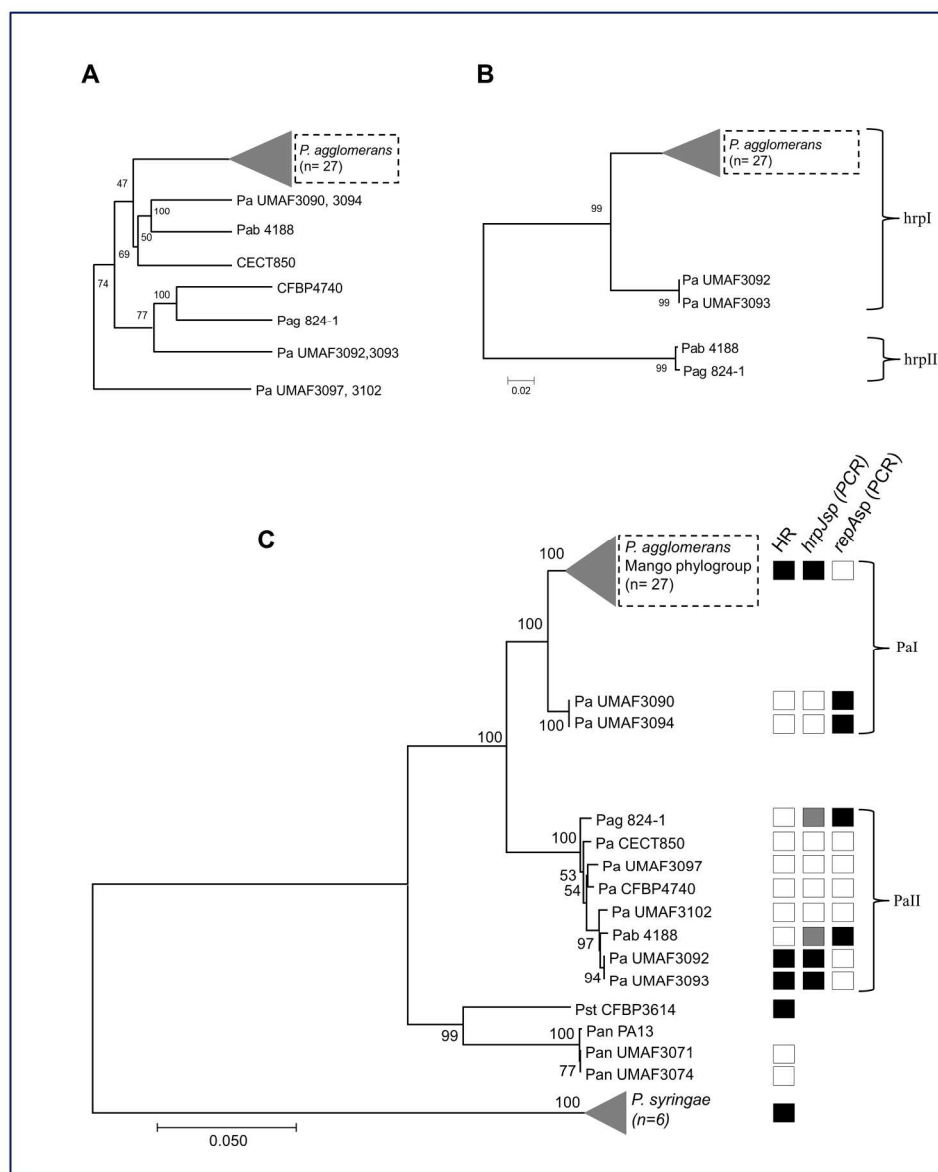 A
P. agglomerans
(n= 27)
47
Pa UMAF3090, 3094
100
Pab 4188
50
69
CECT850
74
CFBP4740
100
Pag 824-1
77
Pa UMAF3092,3093
Pa UMAF3097, 3102
B
P. agglomerans
(n= 27)
hrpI
99
Pa UMAF3092
99
Pa UMAF3093
Pab 4188
99
Pag 824-1
hrpII
0.02
C
HR
hrpJsp (PCR)
repAsp (PCR)
100
P. agglomerans
Mango phylogroup
(n= 27)
100
PaI
Pa UMAF3090
100
Pa UMAF3094
100
Pag 824-1
100
Pa CECT850
Pa UMAF3097
53
54
Pa CFBP4740
PaII
Pa UMAF3102
Pab 4188
97
Pa UMAF3092
94
Pa UMAF3093
Pst CFBP3614
99
100
Pan PA13
Pan UMAF3071
77
Pan UMAF3074
100
P. syringae
(n=6)
0.050